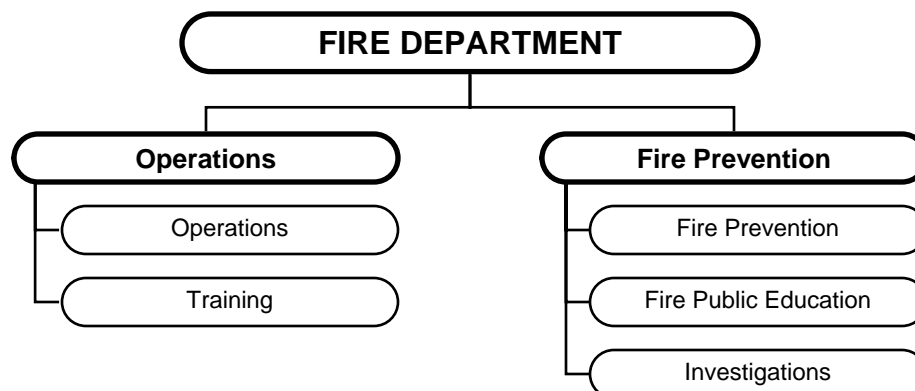 FIRE DEPARTMENT
Operations
Operations
Training
Fire Prevention
Fire Prevention
Fire Public Education
Investigations